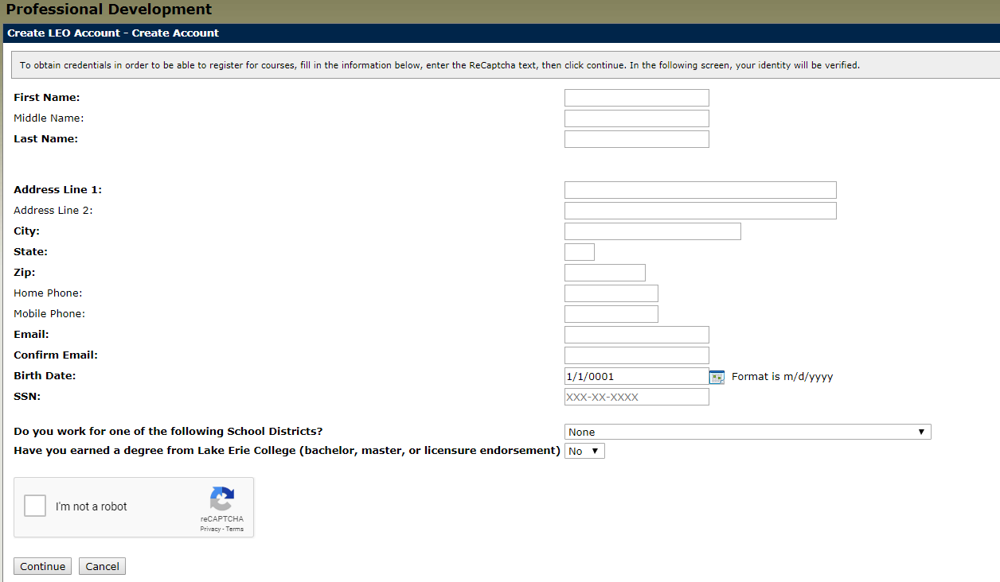 Professional Development
Create LEO Account - Create Account
To obtain credentials in order to be able to register for courses, fill in the information below, enter the ReCaptcha text, then click continue. In the following screen, your identity will be verified.
First Name:
Middle Name:
Last Name:
Address Line 1:
Address Line 2:
City:
State:
Zip:
Home Phone:
Mobile Phone:
Email:
Confirm Email:
Birth Date: 1/1/0001 Format is m/d/yyyy
SSN: XXX-XX-XXXX
Do you work for one of the following School Districts? None
Have you earned a degree from Lake Erie College (bachelor, master, or licensure endorsement) No
I'm not a robot
reCAPTCHA
Privacy - Terms
Continue Cancel